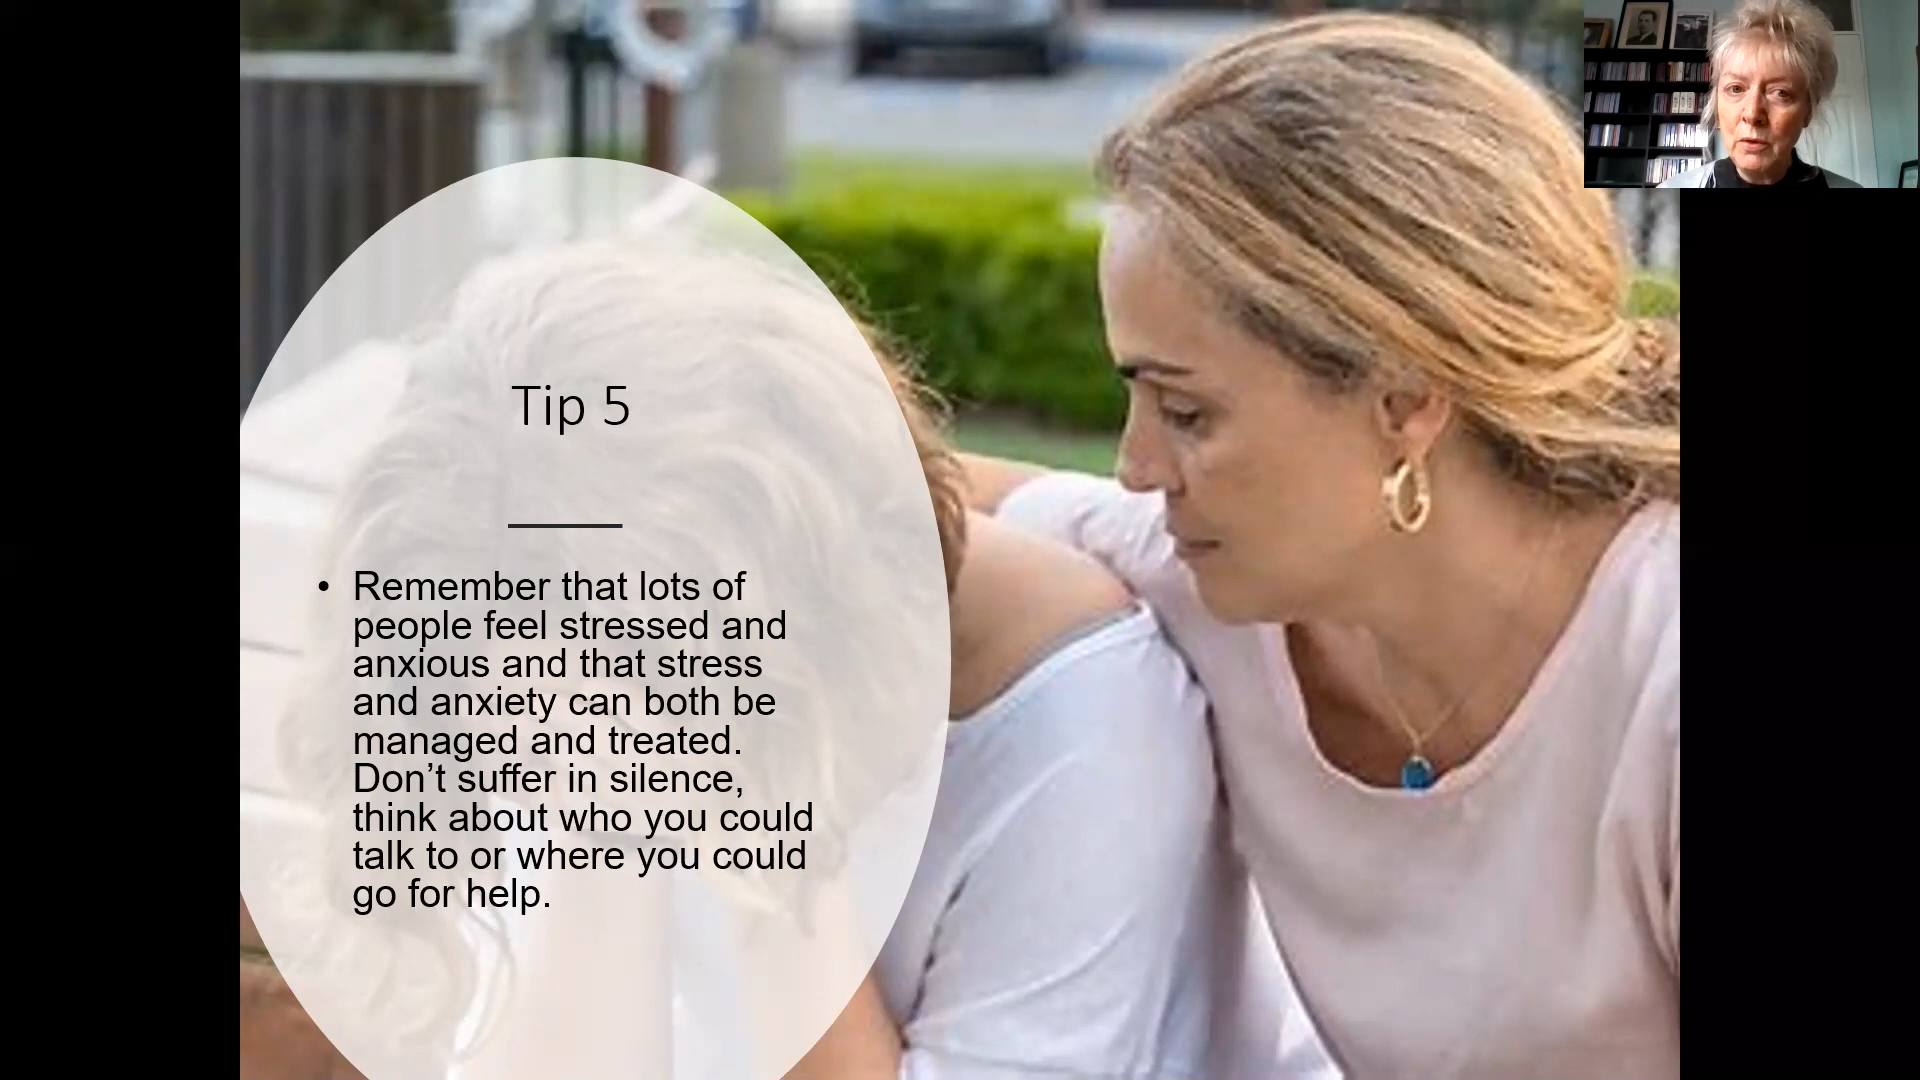 Tip 5
• Remember that lots of
people feel stressed and
anxious and that stress
and anxiety can both be
managed and treated.
Don’t suffer in silence,
think about who you could
talk to or where you could
go for help.